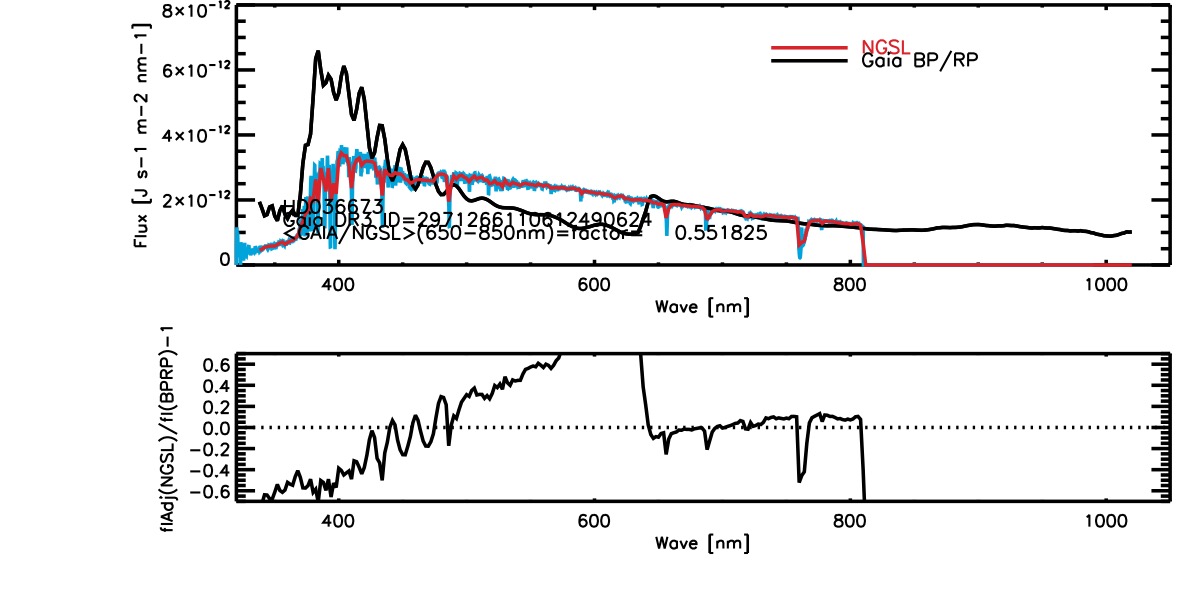 8×10⁻¹²
6×10⁻¹²
4×10⁻¹²
2×10⁻¹²
0
Flux [J s−1 m−2 nm−1]
NGSL
Gaia BP/RP
HD036673
Gaia DR3 ID=
<GAIA/NGSL>(650−850nm)=factor= 0.551825
400 600 800 1000
Wave [nm]
0.6
0.4
0.2
0.0
−0.2
−0.4
−0.6
flAdj(NGSL)/fl(BPRP)−1
400 600 800 1000
Wave [nm]